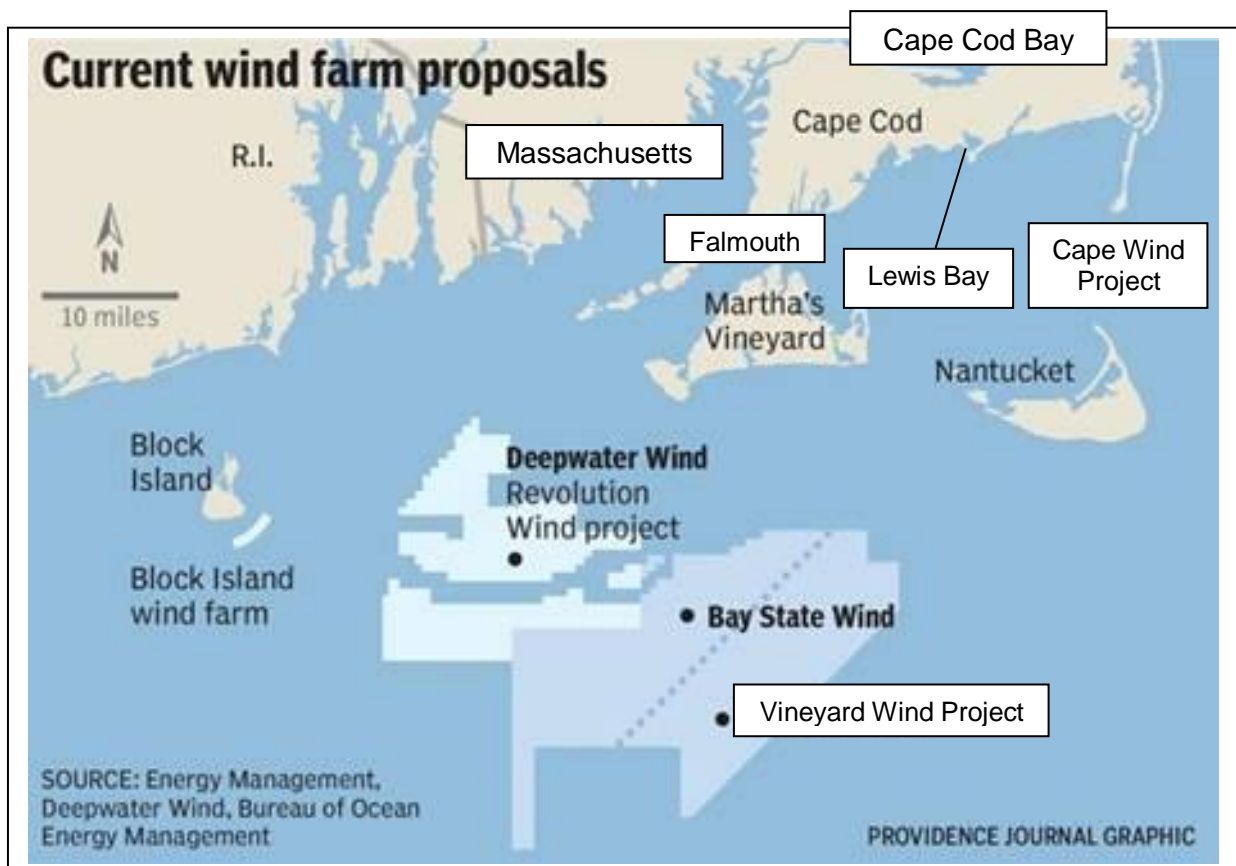 Cape Cod Bay
Current wind farm proposals
Cape Cod
R.I.
Massachusetts
N
10 miles
Falmouth
Lewis Bay
Cape Wind
Project
Martha's
Vineyard
Nantucket
Block
Island
Deepwater Wind
Revolution
Wind project
Block Island
wind farm
Bay State Wind
Vineyard Wind Project
SOURCE: Energy Management,
Deepwater Wind, Bureau of Ocean
Energy Management
PROVIDENCE JOURNAL GRAPHIC